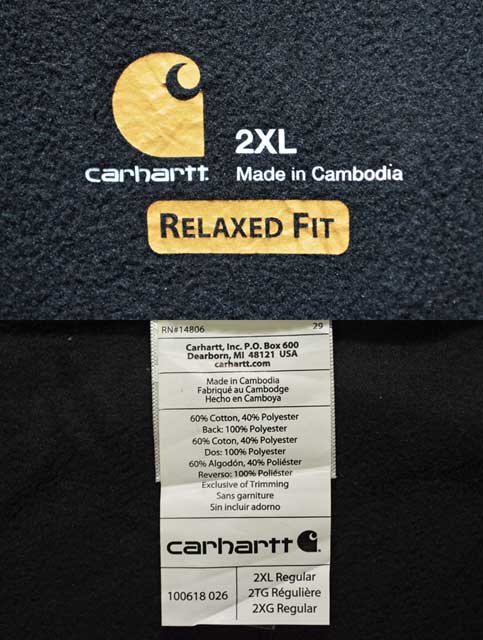 carhartt.
2XL
Made in Cambodia
RELAXED FIT
RN#14806 29
Carhartt, Inc. P.O. Box 600
Dearborn, MI 48121 USA
carhartt.com
Made in Cambodia
Fabriqué au Cambodge
Hecho en Camboya
60% Cotton, 40% Polyester
Back: 100% Polyester
60% Coton, 40% Polyester
Dos: 100% Polyester
60% Algodón, 40% Poliéster
Reverso: 100% Poliéster
Exclusive of Trimming
Sans garniture
Sin incluir adorno
carhartt
100618 026
2XL Regular
2TG Régulière
2XG Regular